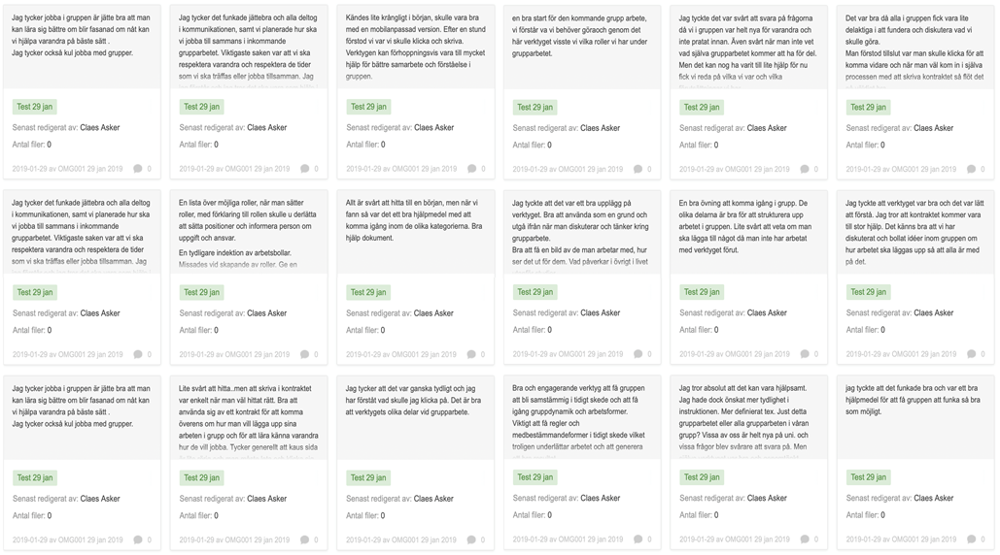 Jag tycker jobba i gruppen är jätte bra att man
kan lära sig bättre om blir fasanad om nåt kan
vi hjälpa varandra på bäste sätt .
Jag tycker också kul jobba med grupper.
Test 29 jan
Senast redigerat av: Claes Asker
Antal filer: 0
2019-01-29 av OMG001 29 jan 2019 0
Jag tycker det funkade jättebra och alla deltog
i kommunikationen, samt vi planerade hur ska
vi jobba till sammans i inkommande
grupparbetet. Viktigaste saken var att vi ska
respektera varandra och respektera de tider
som vi ska träffas eller jobba tillsamman. Jag
Test 29 jan
Senast redigerat av: Claes Asker
Antal filer: 0
2019-01-29 av OMG001 29 jan 2019 0
Kändes lite krångligt i början, skulle vara bra
med en mobilanpassad version. Efter en stund
förstod vi var vi skulle klicka och skriva.
Verktygen kan förhoppningsvis vara till mycket
hjälp för bättre samarbete och förståelse i
gruppen.
Test 29 jan
Senast redigerat av: Claes Asker
Antal filer: 0
2019-01-29 av OMG001 29 jan 2019 0
en bra start för den kommande grupp arbete,
vi förstår va vi behöver göraoch genom det
här verktyget visste vi vilka roller vi har under
grupparbetet.
Test 29 jan
Senast redigerat av: Claes Asker
Antal filer: 0
2019-01-29 av OMG001 29 jan 2019 0
Jag tyckte det var svårt att svara på frågorna
då vi i gruppen var helt nya för varandra och
inte pratat innan. Även svårt när man inte vet
vad själva grupparbetet kommer att ha för del.
Men det kan nog ha varit till lite hjälp för nu
fick vi reda på vilka vi var och vilka
Test 29 jan
Senast redigerat av: Claes Asker
Antal filer: 0
2019-01-29 av OMG001 29 jan 2019 0
Det var bra då alla i gruppen fick vara lite
delaktiga i att fundera och diskutera vad vi
skulle göra.
Man förstod tillslut var man skulle klicka för att
komma vidare och när man väl kom in i själva
processen med att skriva kontraktet så flöt det
Test 29 jan
Senast redigerat av: Claes Asker
Antal filer: 0
2019-01-29 av OMG001 29 jan 2019 0
Jag tycker det funkade jättebra och alla deltog
i kommunikationen, samt vi planerade hur ska
vi jobba till sammans i inkommande
grupparbetet. Viktigaste saken var att vi ska
respektera varandra och respektera de tider
som vi ska träffas eller jobba tillsamman. Jag
Test 29 jan
Senast redigerat av: Claes Asker
Antal filer: 0
2019-01-29 av OMG001 29 jan 2019 0
En lista över möjliga roller, när man sätter
roller, med förklaring till rollen skulle u derlätta
att sätta positioner och informera person om
uppgift och ansvar.
En tydligare indektion av arbetsbollar.
Missades vid skapande av roller. Ge en
Test 29 jan
Senast redigerat av: Claes Asker
Antal filer: 0
2019-01-29 av OMG001 29 jan 2019 0
Allt är svårt att hitta till en början, men när vi
fann så var det ett bra hjälpmedel med att
komma igång inom de olika kategorierna. Bra
hjälp dokument.
Test 29 jan
Senast redigerat av: Claes Asker
Antal filer: 0
2019-01-29 av OMG001 29 jan 2019 0
Jag tyckte att det var ett bra upplägg på
verktyget. Bra att använda som en grund och
utgå ifrån när man diskuterar och tänker kring
grupparbete.
Bra att få en bild av de man arbetar med, hur
ser det ut för dem. Vad påverkar i övrigt i livet
Test 29 jan
Senast redigerat av: Claes Asker
Antal filer: 0
2019-01-29 av OMG001 29 jan 2019 0
En bra övning att komma igång i grupp. De
olika delarna är bra för att strukturera upp
arbetet i gruppen. Lite svårt att veta om man
ska lägga till något då man inte har arbetat
med verktyget förut.
Test 29 jan
Senast redigerat av: Claes Asker
Antal filer: 0
2019-01-29 av OMG001 29 jan 2019 0
Jag tyckte att verktyget var bra och det var lätt
att förstå. Jag tror att kontraktet kommer vara
till stor hjälp. Det känns bra att vi har
diskuterat och bollat idéer inom gruppen om
hur arbetet ska läggas upp så att alla är med
på det.
Test 29 jan
Senast redigerat av: Claes Asker
Antal filer: 0
2019-01-29 av OMG001 29 jan 2019 0
Jag tycker jobba i gruppen är jätte bra att man
kan lära sig bättre om blir fasanad om nåt kan
vi hjälpa varandra på bäste sätt .
Jag tycker också kul jobba med grupper.
Test 29 jan
Senast redigerat av: Claes Asker
Antal filer: 0
2019-01-29 av OMG001 29 jan 2019 0
Lite svårt att hitta..men att skriva i kontraktet
var enkelt när man väl hittat rätt. Bra att
använda sig av ett kontrakt för att komma
överens om hur man vill lägga upp sina
arbeten i grupp och för att lära känna varandra
hur de vill jobba. Tycker generellt att kaus sida
Test 29 jan
Senast redigerat av: Claes Asker
Antal filer: 0
2019-01-29 av OMG001 29 jan 2019 0
Jag tycker att det var ganska tydligt och jag
har förstått vad skulle jag klicka på. Det är bra
att verktygets olika delar vid grupparbete.
Test 29 jan
Senast redigerat av: Claes Asker
Antal filer: 0
2019-01-29 av OMG001 29 jan 2019 0
Bra och engagerande verktyg att få gruppen
att bli samstämmig i tidigt skede och att få
igång gruppdynamik och arbetsformer.
Viktigt att få regler och
medbestämmandeformer i tidigt skede vilket
troligen underlättar arbetet och att generera
Test 29 jan
Senast redigerat av: Claes Asker
Antal filer: 0
2019-01-29 av OMG001 29 jan 2019 0
Jag tror absolut att det kan vara hjälpsamt.
Jag hade dock önskat mer tydlighet i
instruktionen. Mer definierat tex. Just detta
grupparbetet eller alla grupparbeten i våran
grupp? Vissa av oss är helt nya på uni. och
vissa frågor blev svårare att svara på. Men
Test 29 jan
Senast redigerat av: Claes Asker
Antal filer: 0
2019-01-29 av OMG001 29 jan 2019 0
jag tyckte att det funkade bra och var ett bra
hjälpmedel för att få gruppen att funka så bra
som möjligt.
Test 29 jan
Senast redigerat av: Claes Asker
Antal filer: 0
2019-01-29 av OMG001 29 jan 2019 0